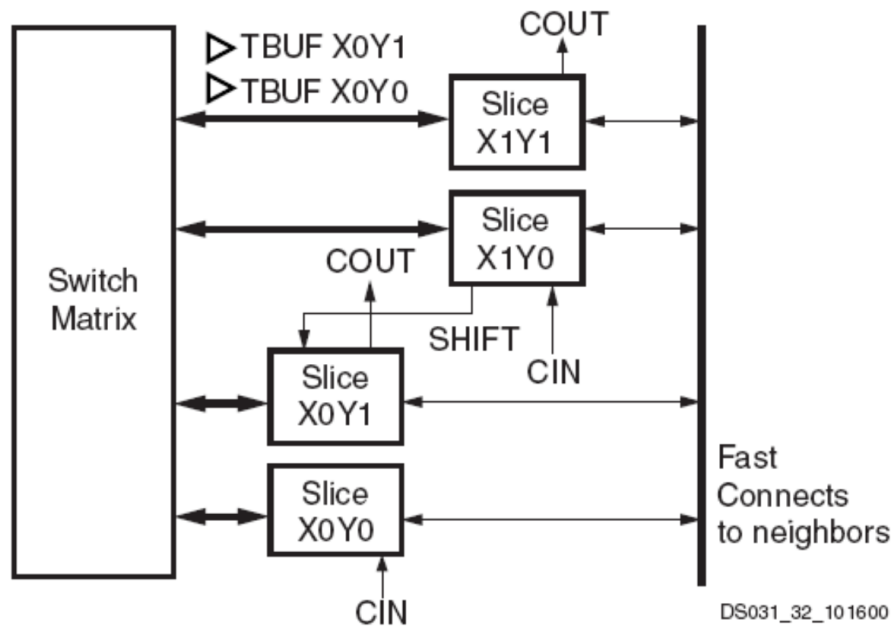 COUT
TBUF X0Y1
TBUF X0Y0
Slice
X1Y1
Slice
X1Y0
COUT
Switch
Matrix
SHIFT
CIN
Slice
X0Y1
Fast
Connects
to neighbors
Slice
X0Y0
CIN
DS031_32_101600